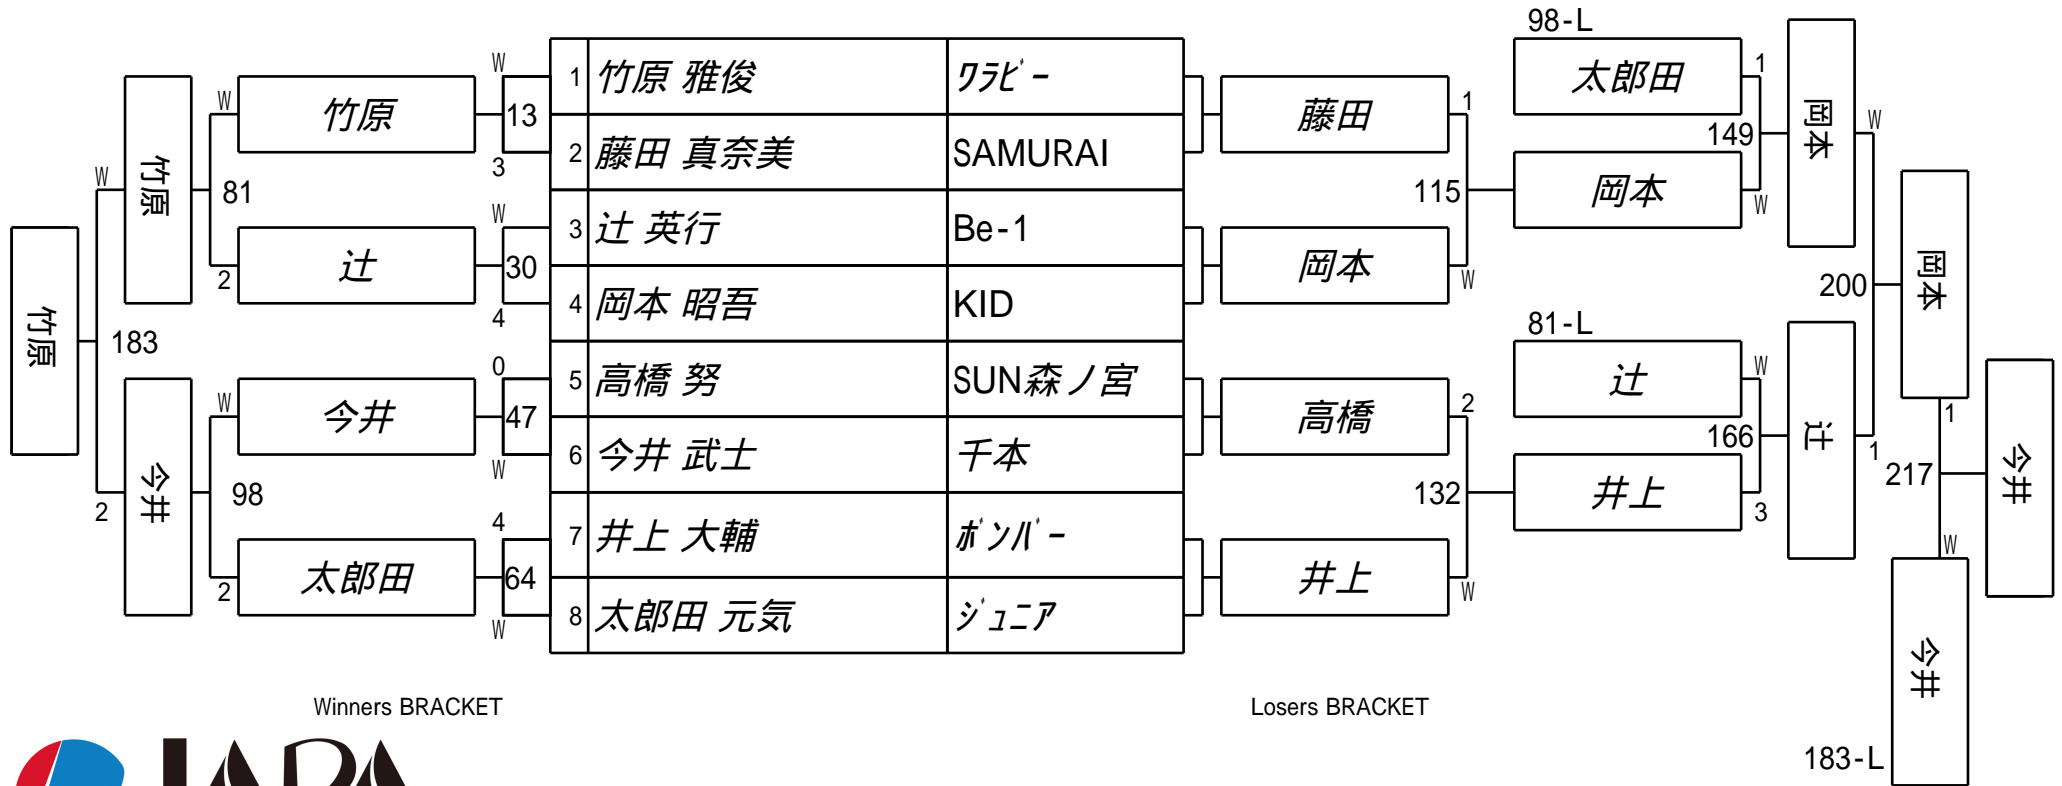 98-L
W
1 竹原 雅俊 ワラビー
竹原
13
W
3
2 藤田 真奈美 SAMURAI
藤田
1
太郎田
1
149
岡本
W
竹原
W
81
115
岡本
W
W
3 辻 英行 Be-1
辻
2
30
4
4 岡本 昭吾 KID
岡本
W
200
岡本
竹原
183
81-L
0
5 高橋 努 SUN森ノ宮
今井
W
47
W
6 今井 武士 千本
高橋
2
辻
W
166
辻
1
1
217
今井
今井
2
98
132
井上
3
4
7 井上 大輔 ボンバー
太郎田
2
64
W
8 太郎田 元気 ジュニア
井上
W
W
今井
183-L
Winners BRACKET
Losers BRACKET